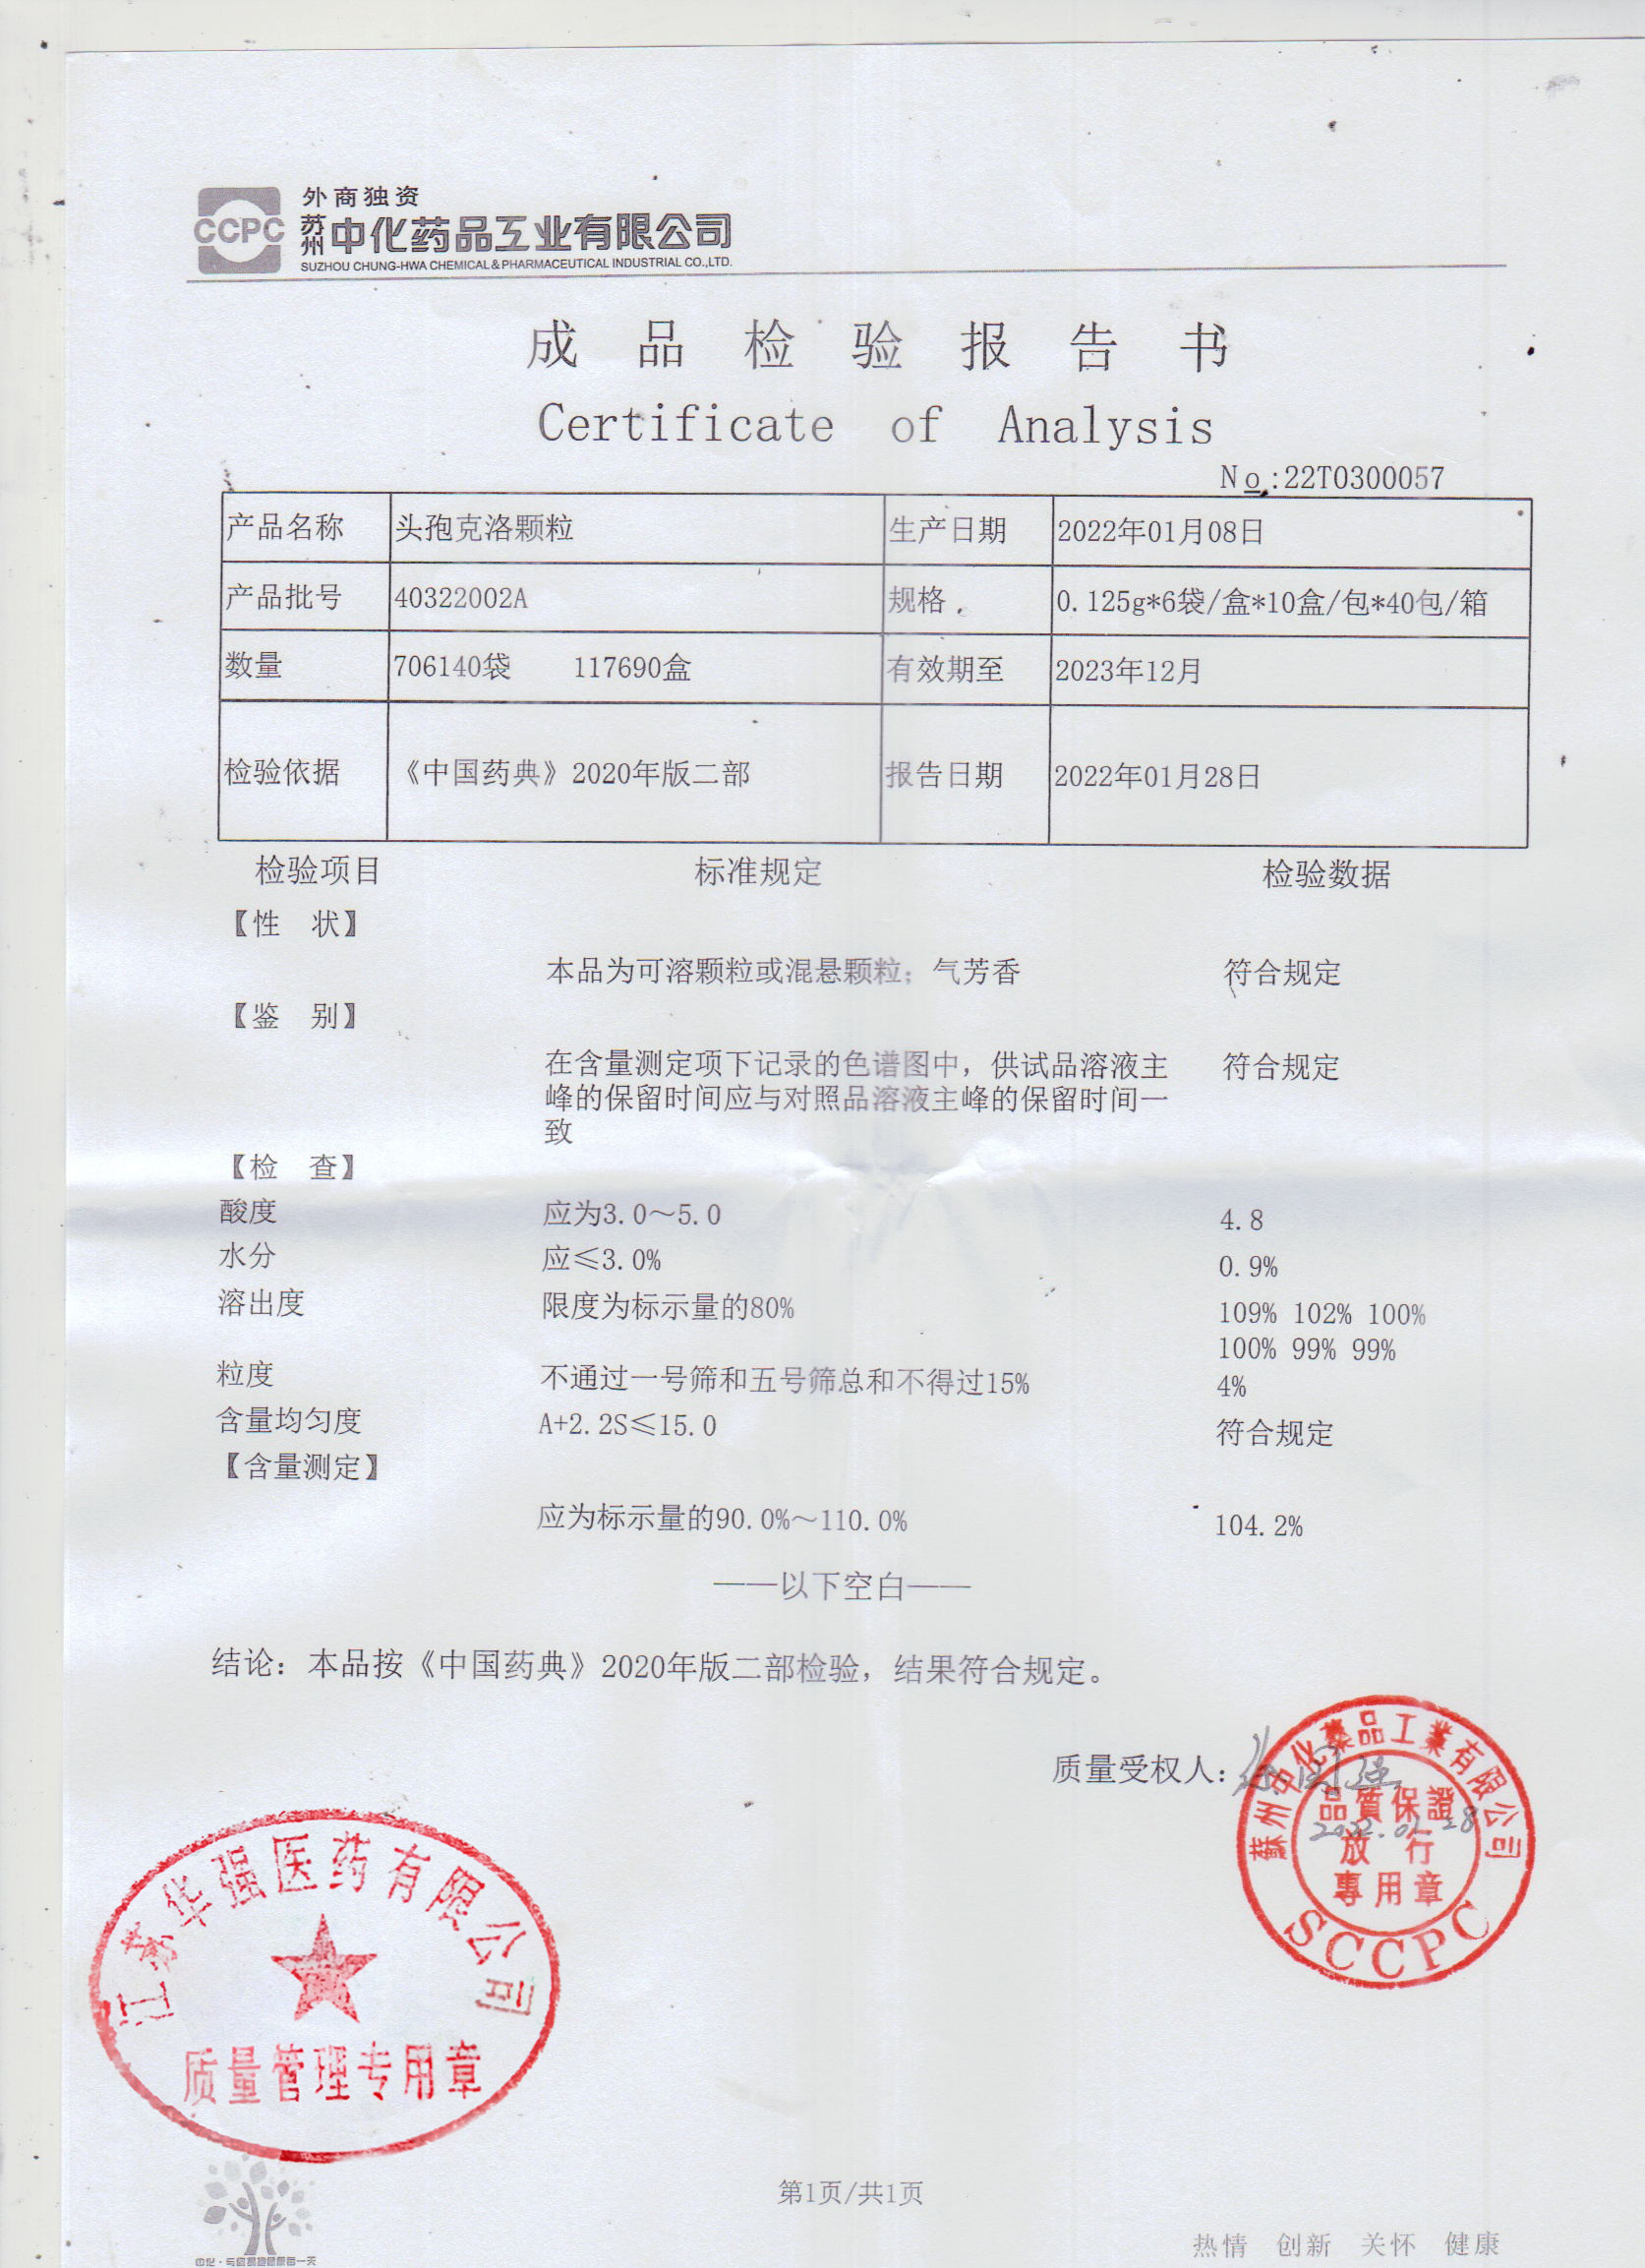 外商独资
CCPC
苏州中化药品工业有限公司
SUZHOU CHUNG-HWA CHEMICAL & PHARMACEUTICAL INDUSTRIAL CO.,LTD.
成品检验报告书
Certificate of Analysis
No:22T0300057
产品名称 头孢克洛颗粒 生产日期 2022年01月08日
产品批号 40322002A 规格 0.125g*6袋/盒*10盒/包*40包/箱
数量 706140袋 117690盒 有效期至 2023年12月
检验依据 《中国药典》2020年版二部 报告日期 2022年01月28日
检验项目 标准规定 检验数据
【性 状】
本品为可溶颗粒或混悬颗粒；气芳香 符合规定
【鉴 别】
在含量测定项下记录的色谱图中，供试品溶液主 符合规定
峰的保留时间应与对照品溶液主峰的保留时间一
致
【检 查】
酸度 应为3.0～5.0 4.8
水分 应≤3.0% 0.9%
溶出度 限度为标示量的80% 109% 102% 100%
100% 99% 99%
粒度 不通过一号筛和五号筛总和不得过15% 4%
含量均匀度 A+2.2S≤15.0 符合规定
【含量测定】
应为标示量的90.0%～110.0% 104.2%
——以下空白——
结论：本品按《中国药典》2020年版二部检验，结果符合规定。
质量受权人：
2022.01.28
蘇州中化藥品工業有限公司
品質保證
放行
專用章
SCCPC
江苏华强医药有限公司
质量管理专用章
第1页/共1页
热情 创新 关怀 健康